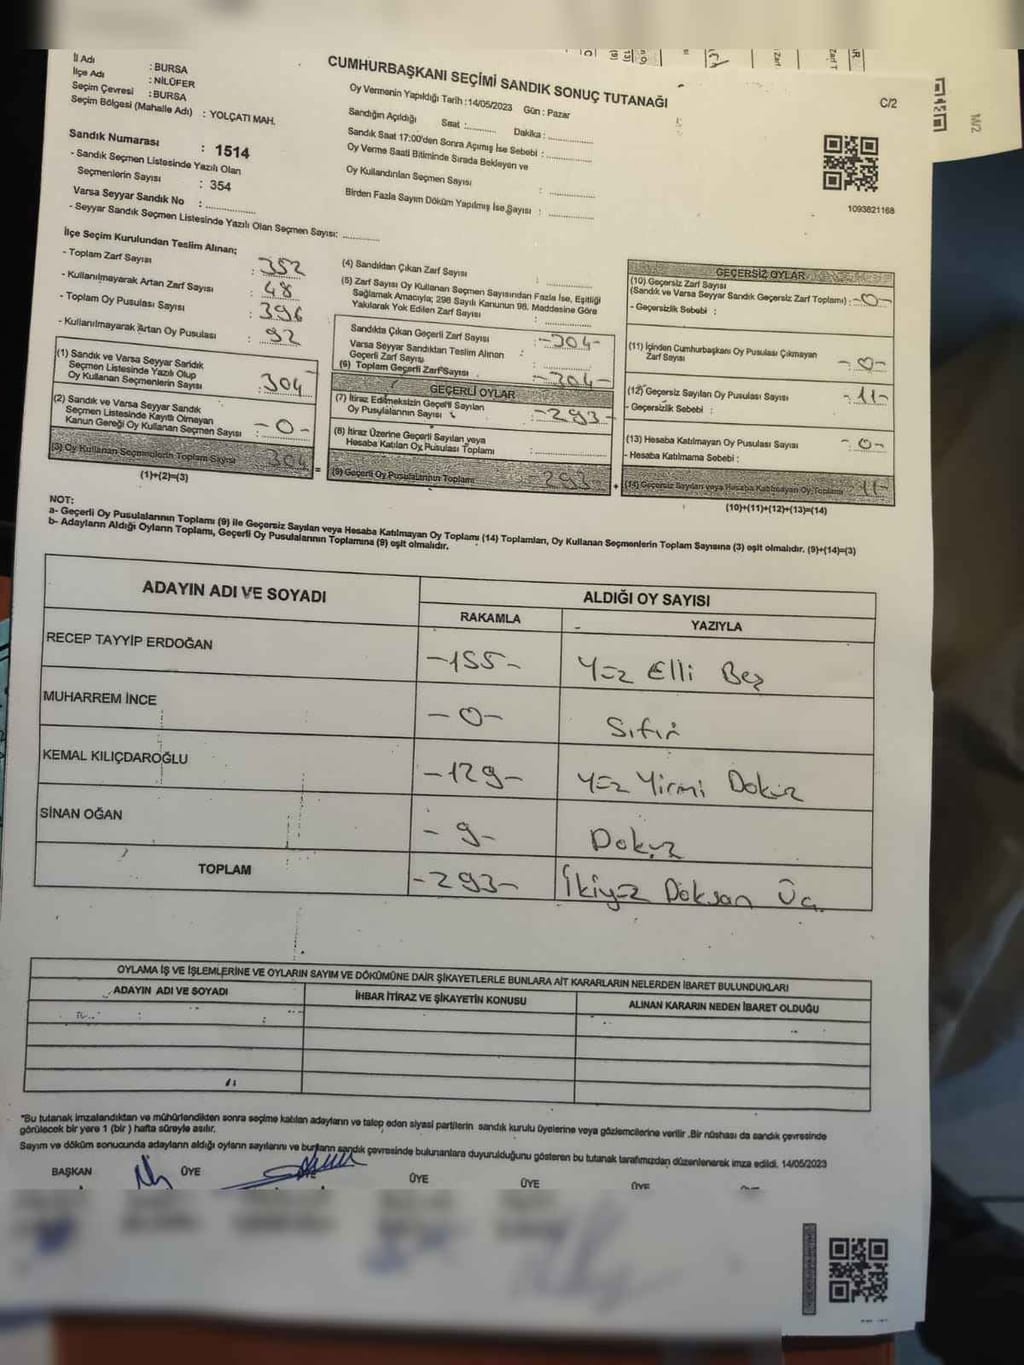 CUMHURBAŞKANI SEÇİMİ SANDIK SONUÇ TUTANAĞI
C/2
M/2
İl Adı : BURSA
İlçe Adı : NİLÜFER
Seçim Çevresi : BURSA
Seçim Bölgesi (Mahalle Adı) : YOLÇATI MAH.
Sandık Numarası : 1514
- Sandık Seçmen Listesinde Yazılı Olan
Seçmenlerin Sayısı : 354
Varsa Seyyar Sandık No : ..............
- Seyyar Sandık Seçmen Listesinde Yazılı Olan Seçmen Sayısı: ..........
Oy Vermenin Yapıldığı Tarih : 14/05/2023 Gün : Pazar
Sandığın Açıldığı Saat :.......... Dakika : ............
Sandık Saat 17:00'den Sonra Açımış İse Sebebi : ............
Oy Verme Saati Bitiminde Sırada Bekleyen ve
Oy Kullandırılan Seçmen Sayısı : ............
Birden Fazla Sayım Döküm Yapılmış İse Sayısı : ............
1093821168
İlçe Seçim Kurulundan Teslim Alınan;
- Toplam Zarf Sayısı : 352
- Kullanılmayarak Artan Zarf Sayısı : 48
- Toplam Oy Pusulası Sayısı : 396
- Kullanılmayarak Artan Oy Pusulası : 92
(1) Sandık ve Varsa Seyyar Sandık
Seçmen Listesinde Yazılı Olup
Oy Kullanan Seçmenlerin Sayısı : 304
(2) Sandık ve Varsa Seyyar Sandık
Seçmen Listesinde Kayıtlı Olmayan
Kanun Gereği Oy Kullanan Seçmen Sayısı : -0-
(3) Oy Kullanan Seçmenlerin Toplam Sayısı 304
(1)+(2)=(3)
(4) Sandıktan Çıkan Zarf Sayısı : ............
(5) Zarf Sayısı Oy Kullanan Seçmen Sayısından Fazla İse, Eşitliği
Sağlamak Amacıyla; 298 Sayılı Kanunun 98. Maddesine Göre
Yakılarak Yok Edilen Zarf Sayısı : ............
Sandıkta Çıkan Geçerli Zarf Sayısı : -304-
Varsa Seyyar Sandıktan Teslim Alınan
Geçerli Zarf Sayısı : ............
(6) Toplam Geçerli Zarf Sayısı -304-
GEÇERLİ OYLAR
(7) İtiraz Edilmeksizin Geçerli Sayılan
Oy Pusulalarının Sayısı : -293-
(8) İtiraz Üzerine Geçerli Sayılan veya
Hesaba Katılan Oy Pusulası Toplamı : ............
(9) Geçerli Oy Pusulalarının Toplamı 293
GEÇERSİZ OYLAR
(10) Geçersiz Zarf Sayısı
(Sandık ve Varsa Seyyar Sandık Geçersiz Zarf Toplamı) : -0-
- Geçersizlik Sebebi :
(11) İçinden Cumhurbaşkanı Oy Pusulası Çıkmayan
Zarf Sayısı -0-
(12) Geçersiz Sayılan Oy Pusulası Sayısı -11-
- Geçersizlik Sebebi :
(13) Hesaba Katılmayan Oy Pusulası Sayısı -0-
- Hesaba Katılmama Sebebi :
(14) Geçersiz Sayılan veya Hesaba Katılmayan Oy Toplamı -11-
(10)+(11)+(12)+(13)=(14)
NOT:
a- Geçerli Oy Pusulalarının Toplamı (9) ile Geçersiz Sayılan veya Hesaba Katılmayan Oy Toplamı (14) Toplamları, Oy Kullanan Seçmenlerin Toplam Sayısına (3) eşit olmalıdır. (9)+(14)=(3)
b- Adayların Aldığı Oyların Toplamı, Geçerli Oy Pusulalarının Toplamına (9) eşit olmalıdır.
ADAYIN ADI VE SOYADI ALDIĞI OY SAYISI
RAKAMLA YAZIYLA
RECEP TAYYİP ERDOĞAN -155- Yüz Elli Beş
MUHARREM İNCE -0- Sıfır
KEMAL KILIÇDAROĞLU -129- Yüz Yirmi Dokuz
SİNAN OĞAN -9- Dokuz
TOPLAM -293- İkiyüz Doksan Üç
OYLAMA İŞ VE İŞLEMLERİNE VE OYLARIN SAYIM VE DÖKÜMÜNE DAİR ŞİKAYETLERLE BUNLARA AİT KARARLARIN NELERDEN İBARET BULUNDUKLARI
ADAYIN ADI VE SOYADI İHBAR İTİRAZ VE ŞİKAYETİN KONUSU ALINAN KARARIN NEDEN İBARET OLDUĞU
*Bu tutanak imzalandıktan ve mühürlendikten sonra seçime katılan adayların ve talep eden siyasi partilerin sandık kurulu üyelerine veya gözlemcilerine verilir .Bir nüshası da sandık çevresinde
görülecek bir yere 1 (bir ) hafta süreyle asılır.
Sayım ve döküm sonucunda adayların aldığı oyların sayılarını ve bunların sandık çevresinde bulunanlara duyurulduğunu gösteren bu tutanak tarafımızdan düzenlenerek imza edildi. 14/05/2023
BAŞKAN ÜYE ÜYE ÜYE ÜYE